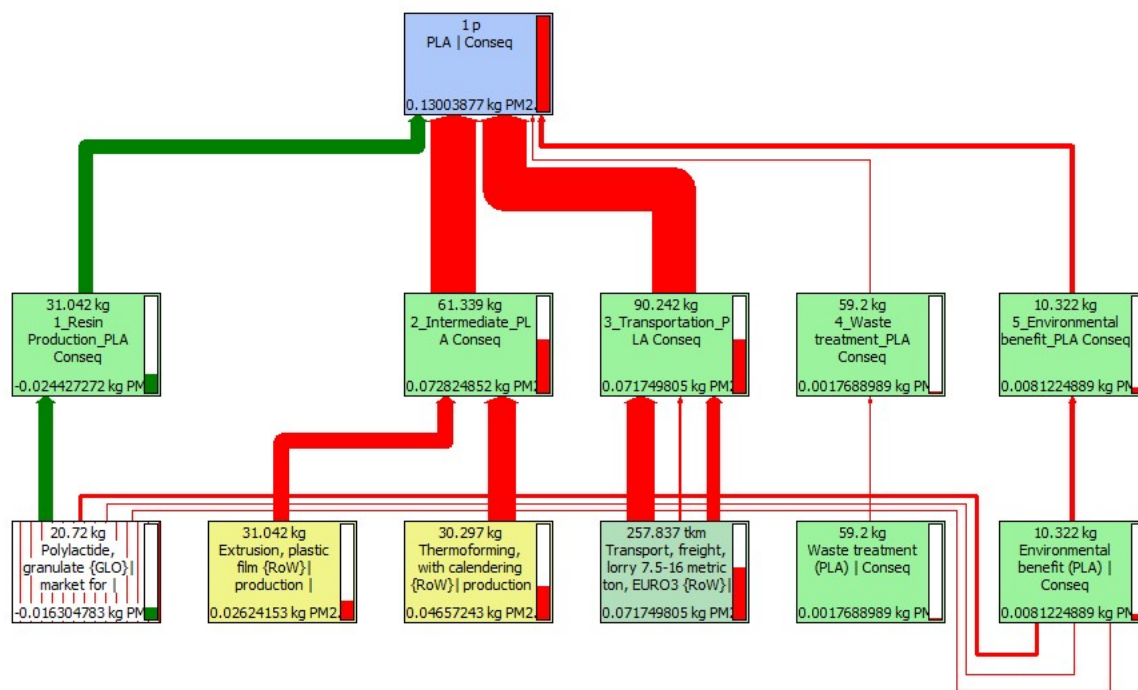 1 p
PLA | Conseq
0.13003877 kg PM2.
31.042 kg
1_Resin
Production_PLA
Conseq
-0.024427272 kg PM
61.339 kg
2_Intermediate_PL
A Conseq
0.072824852 kg PM2
90.242 kg
3_Transportation_P
LA Conseq
0.071749805 kg PM2
59.2 kg
4_Waste
treatment_PLA
Conseq
0.0017688989 kg PM
10.322 kg
5_Environmental
benefit_PLA Conseq
0.0081224889 kg PM
20.72 kg
Polylactide,
granulate {GLO}|
market for |
-0.016304783 kg PM
31.042 kg
Extrusion, plastic
film {RoW}|
production |
0.02624153 kg PM2.
30.297 kg
Thermoforming,
with calendering
{RoW}| production
0.04657243 kg PM2.
257.837 tkm
Transport, freight,
lorry 7.5-16 metric
ton, EURO3 {RoW}|
0.071749805 kg PM2
59.2 kg
Waste treatment
(PLA) | Conseq
0.0017688989 kg PM
10.322 kg
Environmental
benefit (PLA) |
Conseq
0.0081224889 kg PM